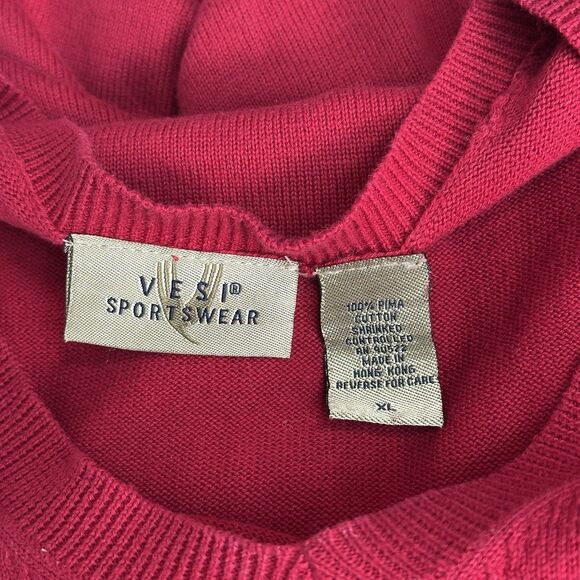 VESI®
SPORTSWEAR
100% PIMA
COTTON
SHRINKED
CONTROLLED
RN 90522
MADE IN
HONG KONG
REVERSE FOR CARE
XL